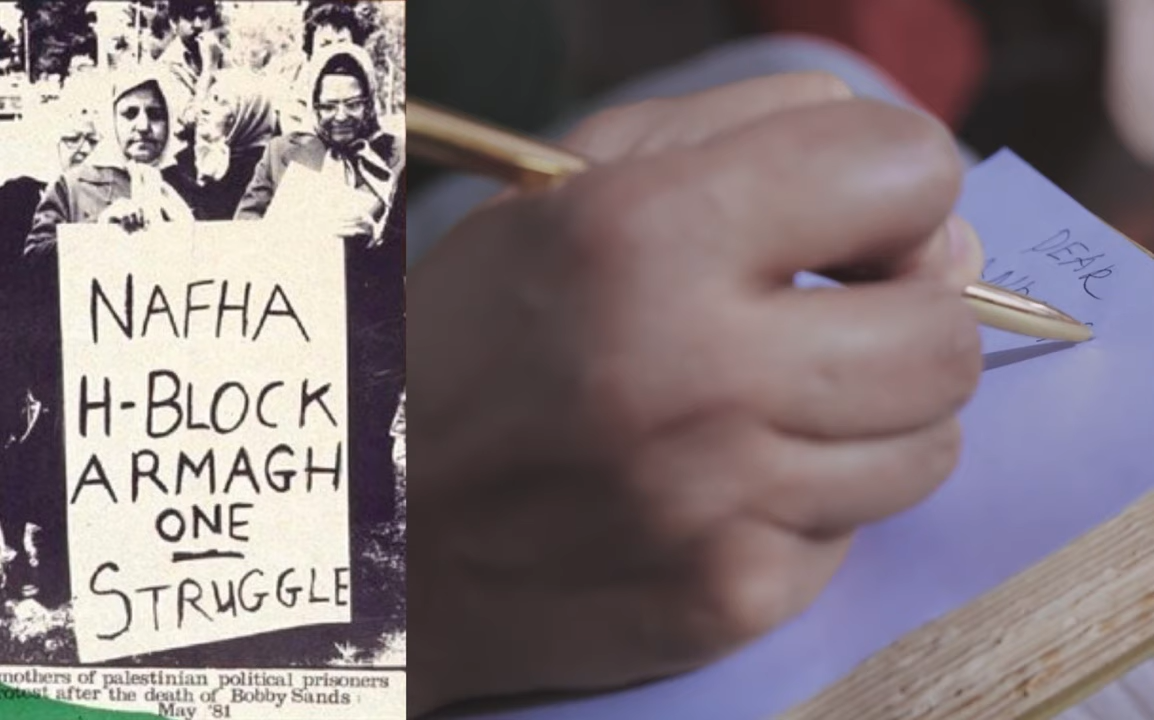 NAFHA
H-BLOCK
ARMAGH
ONE
STRUGGLE
mothers of palestinian political prisoners
protest after the death of Bobby Sands
May '81
DEAR